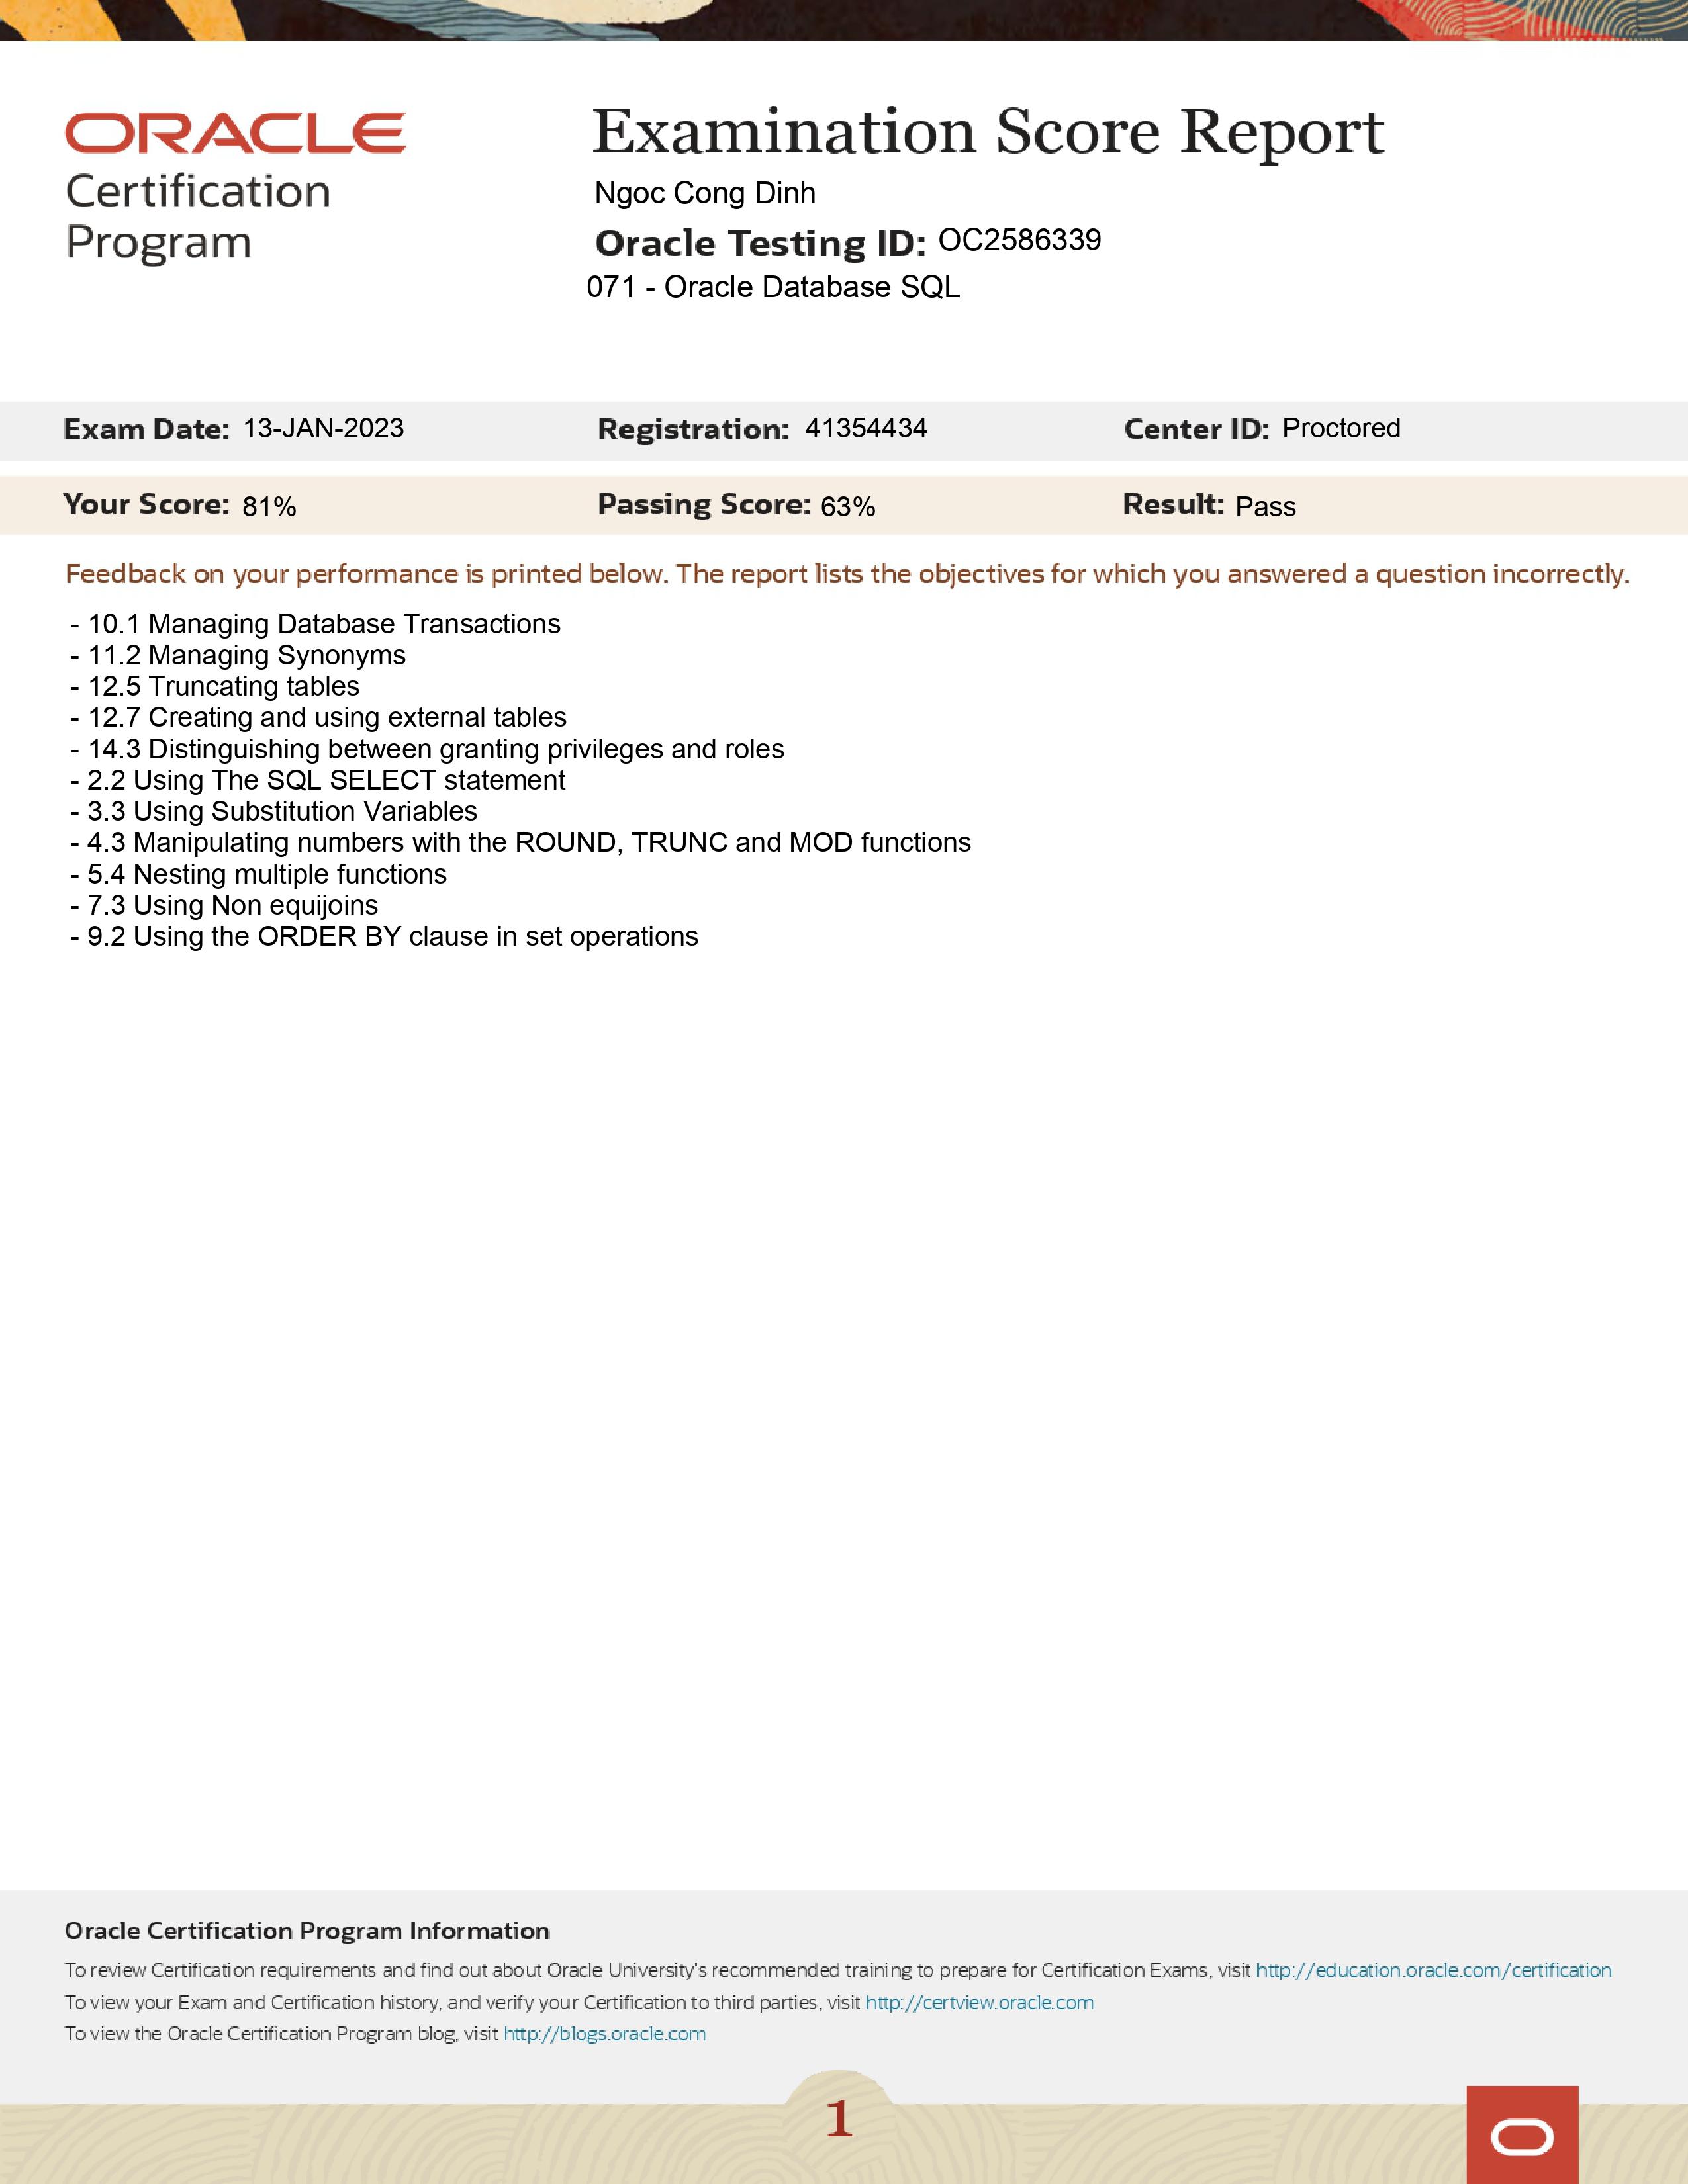 ORACLE
Certification
Program
Examination Score Report
Ngoc Cong Dinh
Oracle Testing ID: OC2586339
071 - Oracle Database SQL
Exam Date: 13-JAN-2023 Registration: 41354434 Center ID: Proctored
Your Score: 81% Passing Score: 63% Result: Pass
Feedback on your performance is printed below. The report lists the objectives for which you answered a question incorrectly.
- 10.1 Managing Database Transactions
- 11.2 Managing Synonyms
- 12.5 Truncating tables
- 12.7 Creating and using external tables
- 14.3 Distinguishing between granting privileges and roles
- 2.2 Using The SQL SELECT statement
- 3.3 Using Substitution Variables
- 4.3 Manipulating numbers with the ROUND, TRUNC and MOD functions
- 5.4 Nesting multiple functions
- 7.3 Using Non equijoins
- 9.2 Using the ORDER BY clause in set operations
Oracle Certification Program Information
To review Certification requirements and find out about Oracle University's recommended training to prepare for Certification Exams, visit http://education.oracle.com/certification
To view your Exam and Certification history, and verify your Certification to third parties, visit http://certview.oracle.com
To view the Oracle Certification Program blog, visit http://blogs.oracle.com
1